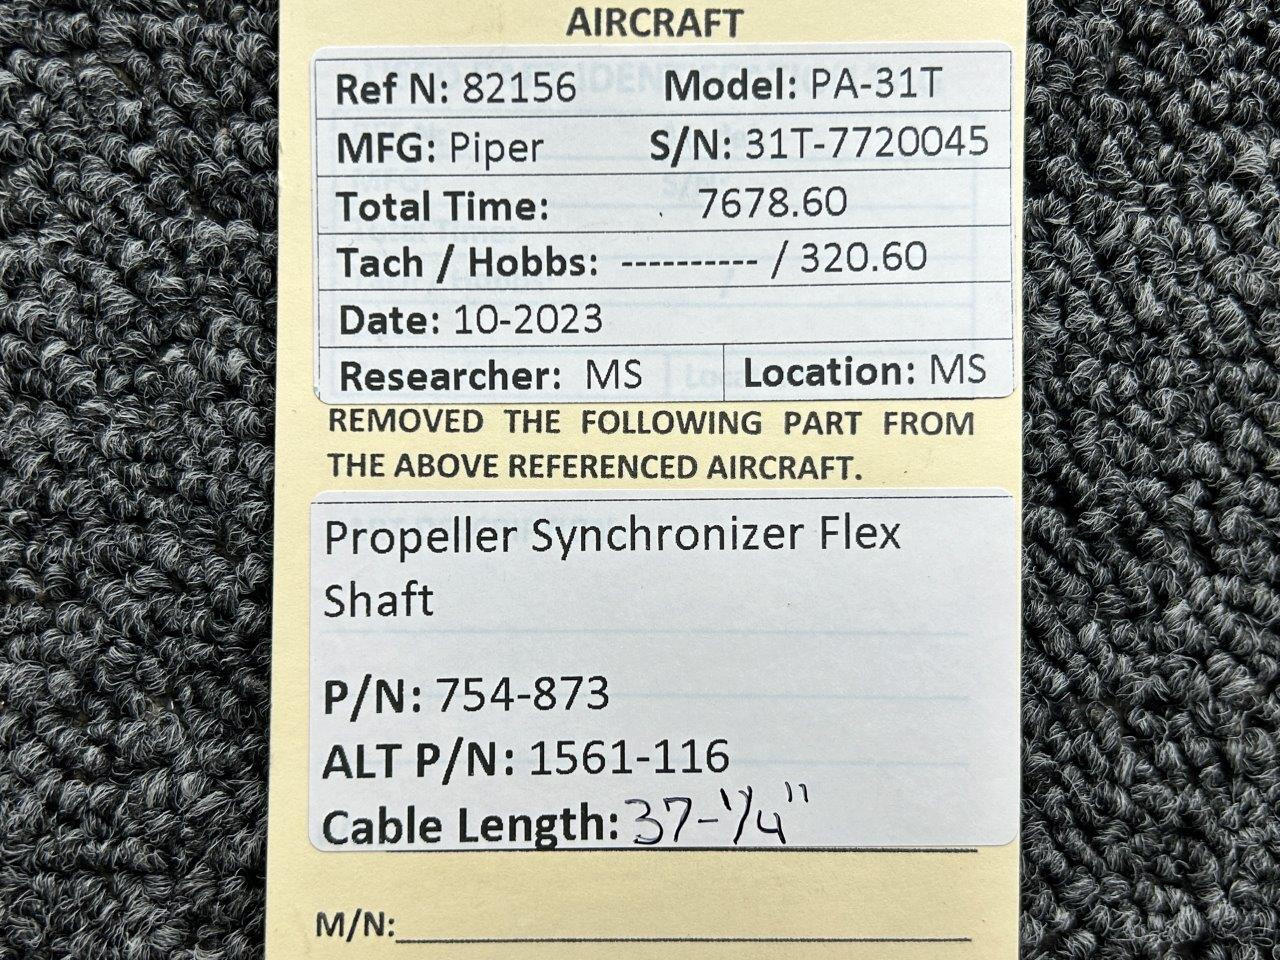 AIRCRAFT
Ref N: 82156 Model: PA-31T
MFG: Piper S/N: 31T-7720045
Total Time: 7678.60
Tach / Hobbs: ---------- / 320.60
Date: 10-2023
Researcher: MS Location: MS
REMOVED THE FOLLOWING PART FROM
THE ABOVE REFERENCED AIRCRAFT.
Propeller Synchronizer Flex
Shaft
P/N: 754-873
ALT P/N: 1561-116
Cable Length: 37-1/4"
M/N: